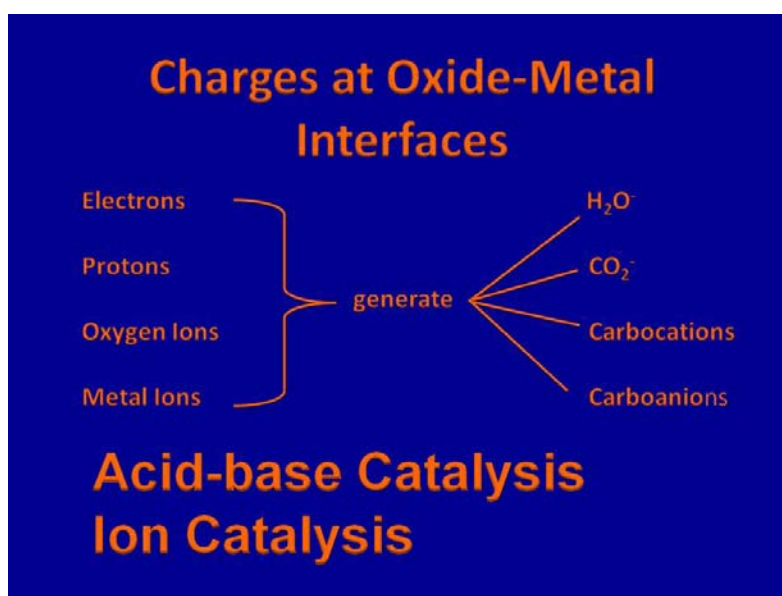 Charges at Oxide-Metal
Interfaces
Electrons
Protons
Oxygen Ions
Metal Ions
generate
H₂O⁻
CO₂⁻
Carbocations
Carboanions
Acid-base Catalysis
Ion Catalysis